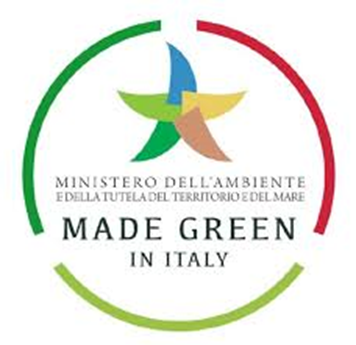 MINISTERO DELL'AMBIENTE
E DELLA TUTELA DEL TERRITORIO E DEL MARE
MADE GREEN
IN ITALY